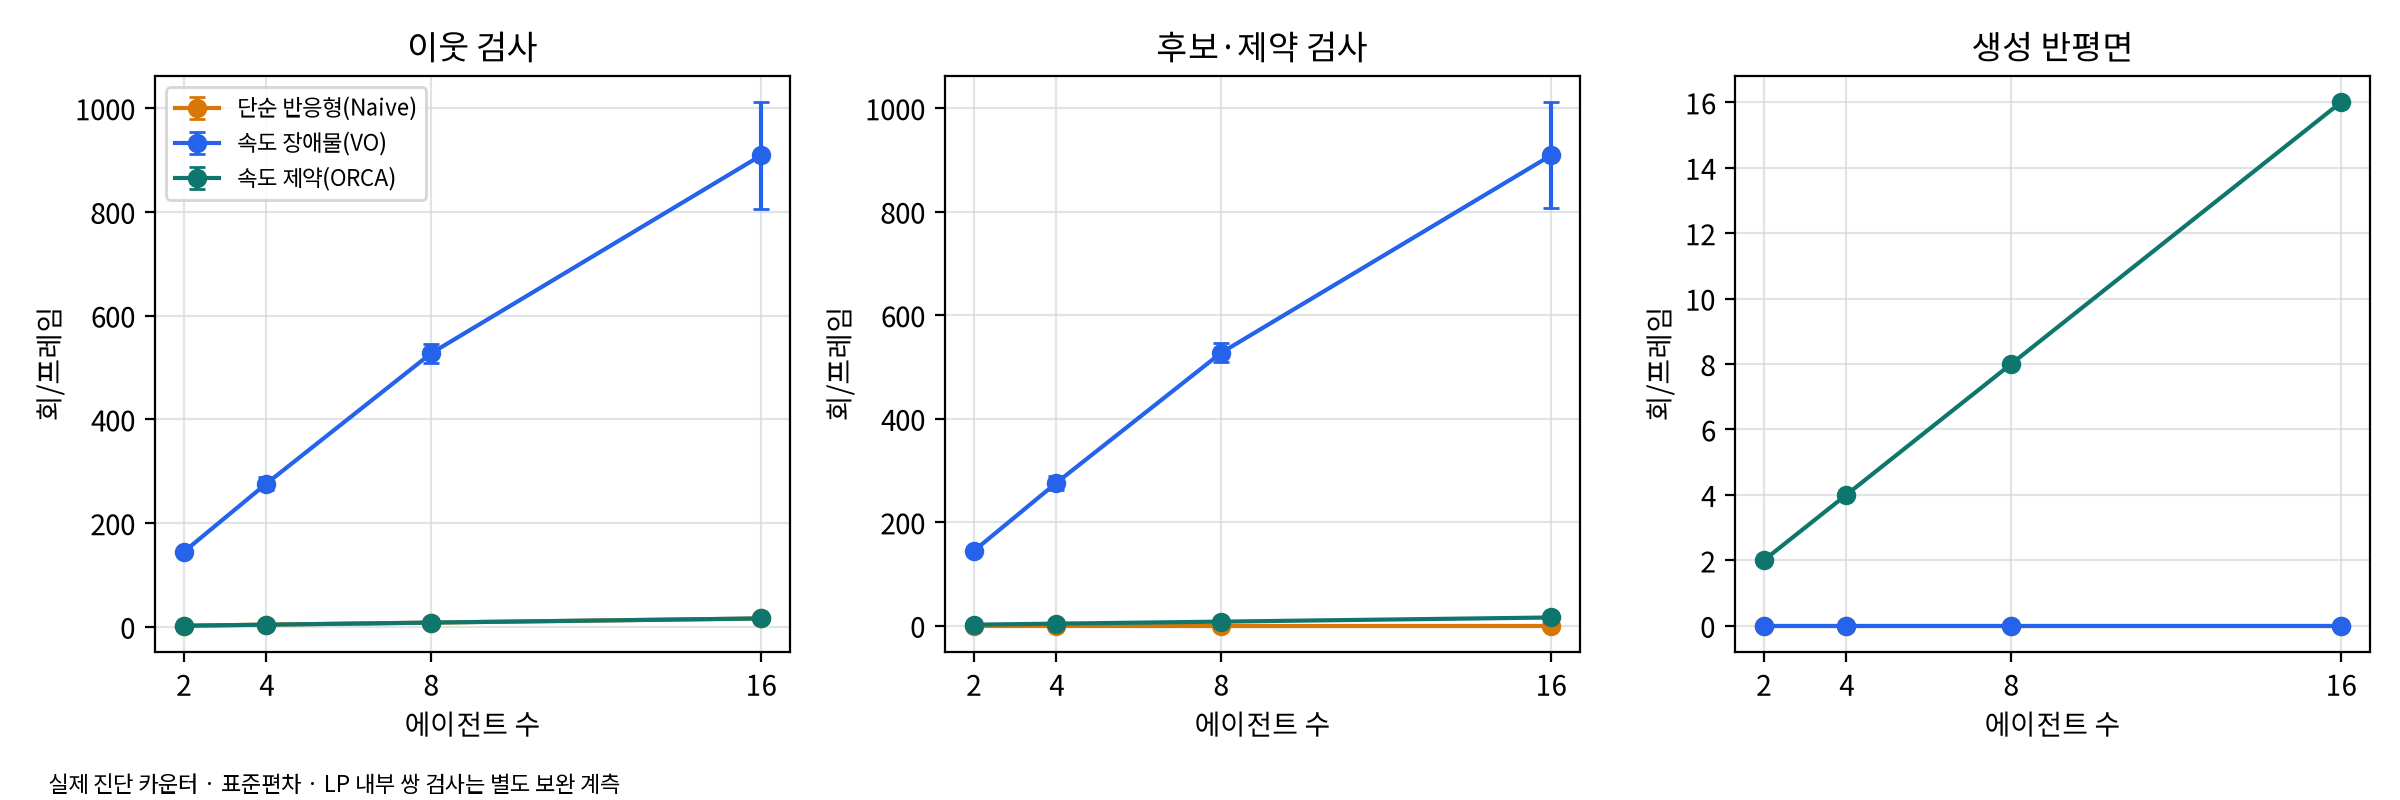 이웃 검사
1000
800
600
400
200
0
회/프레임
단순 반응형(Naive)
속도 장애물(VO)
속도 제약(ORCA)
2 4 8 16
에이전트 수
후보·제약 검사
1000
800
600
400
200
0
회/프레임
2 4 8 16
에이전트 수
생성 반평면
16
14
12
10
8
6
4
2
0
회/프레임
2 4 8 16
에이전트 수
실제 진단 카운터 · 표준편차 · LP 내부 쌍 검사는 별도 보완 계측